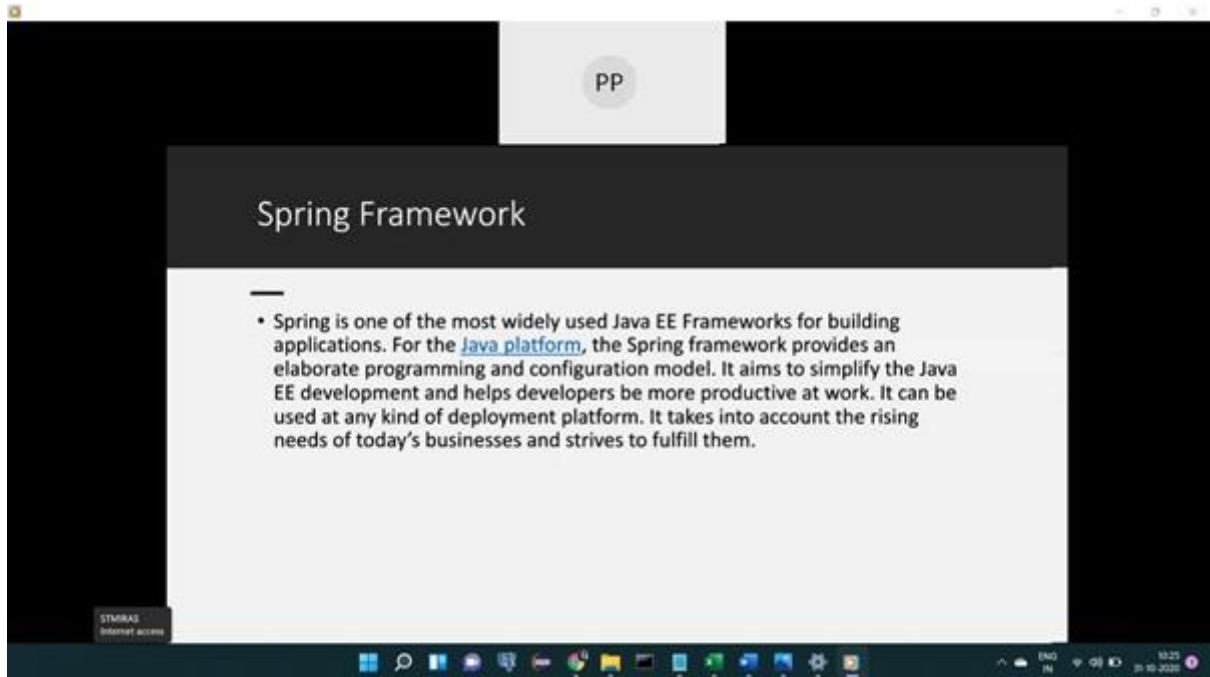 PP
Spring Framework
• Spring is one of the most widely used Java EE Frameworks for building
applications. For the Java platform, the Spring framework provides an
elaborate programming and configuration model. It aims to simplify the Java
EE development and helps developers be more productive at work. It can be
used at any kind of deployment platform. It takes into account the rising
needs of today's businesses and strives to fulfill them.
STMIRAS
Internet access
ENG
IN
10:25